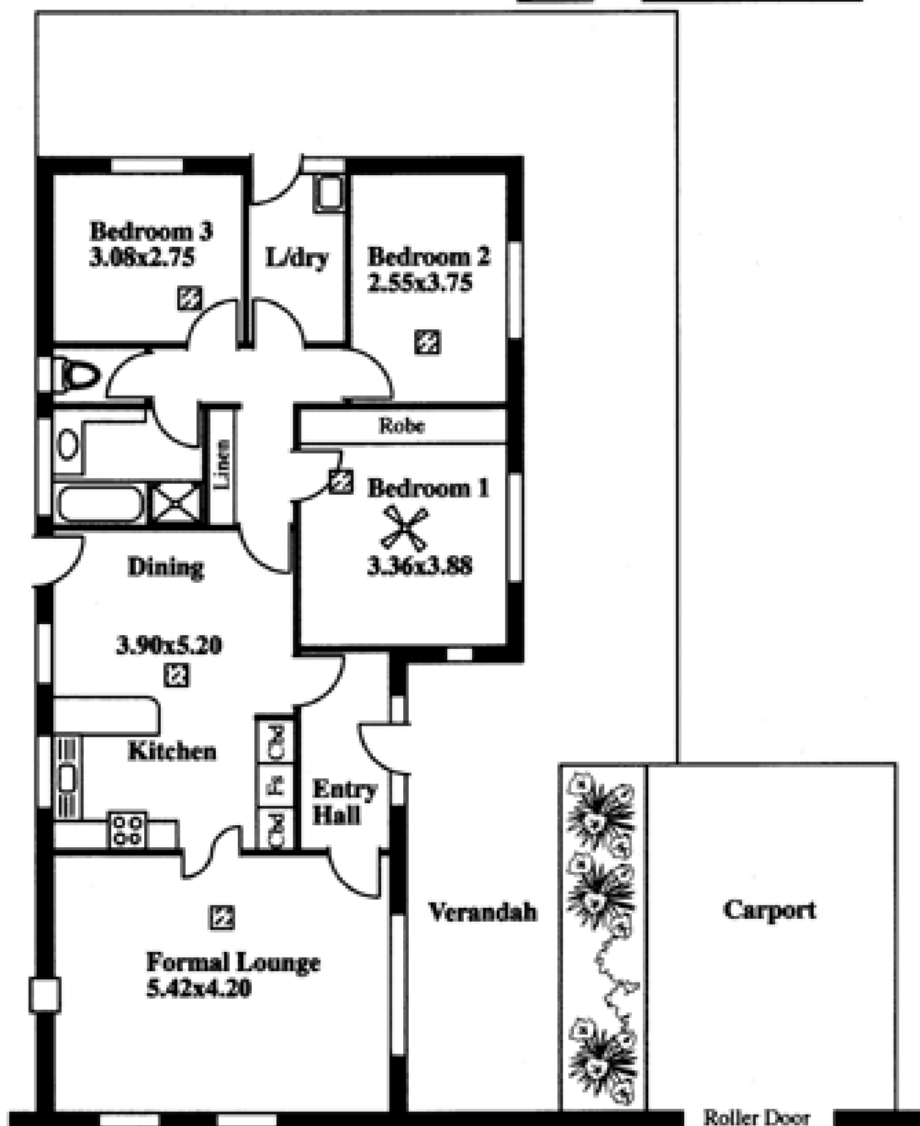 Bedroom 3
3.08x2.75
L/dry
Bedroom 2
2.55x3.75
Robe
Linen
Bedroom 1
3.36x3.88
Dining
3.90x5.20
Kitchen
Cbd
Fs
Cbd
Entry
Hall
Verandah
Carport
Formal Lounge
5.42x4.20
Roller Door